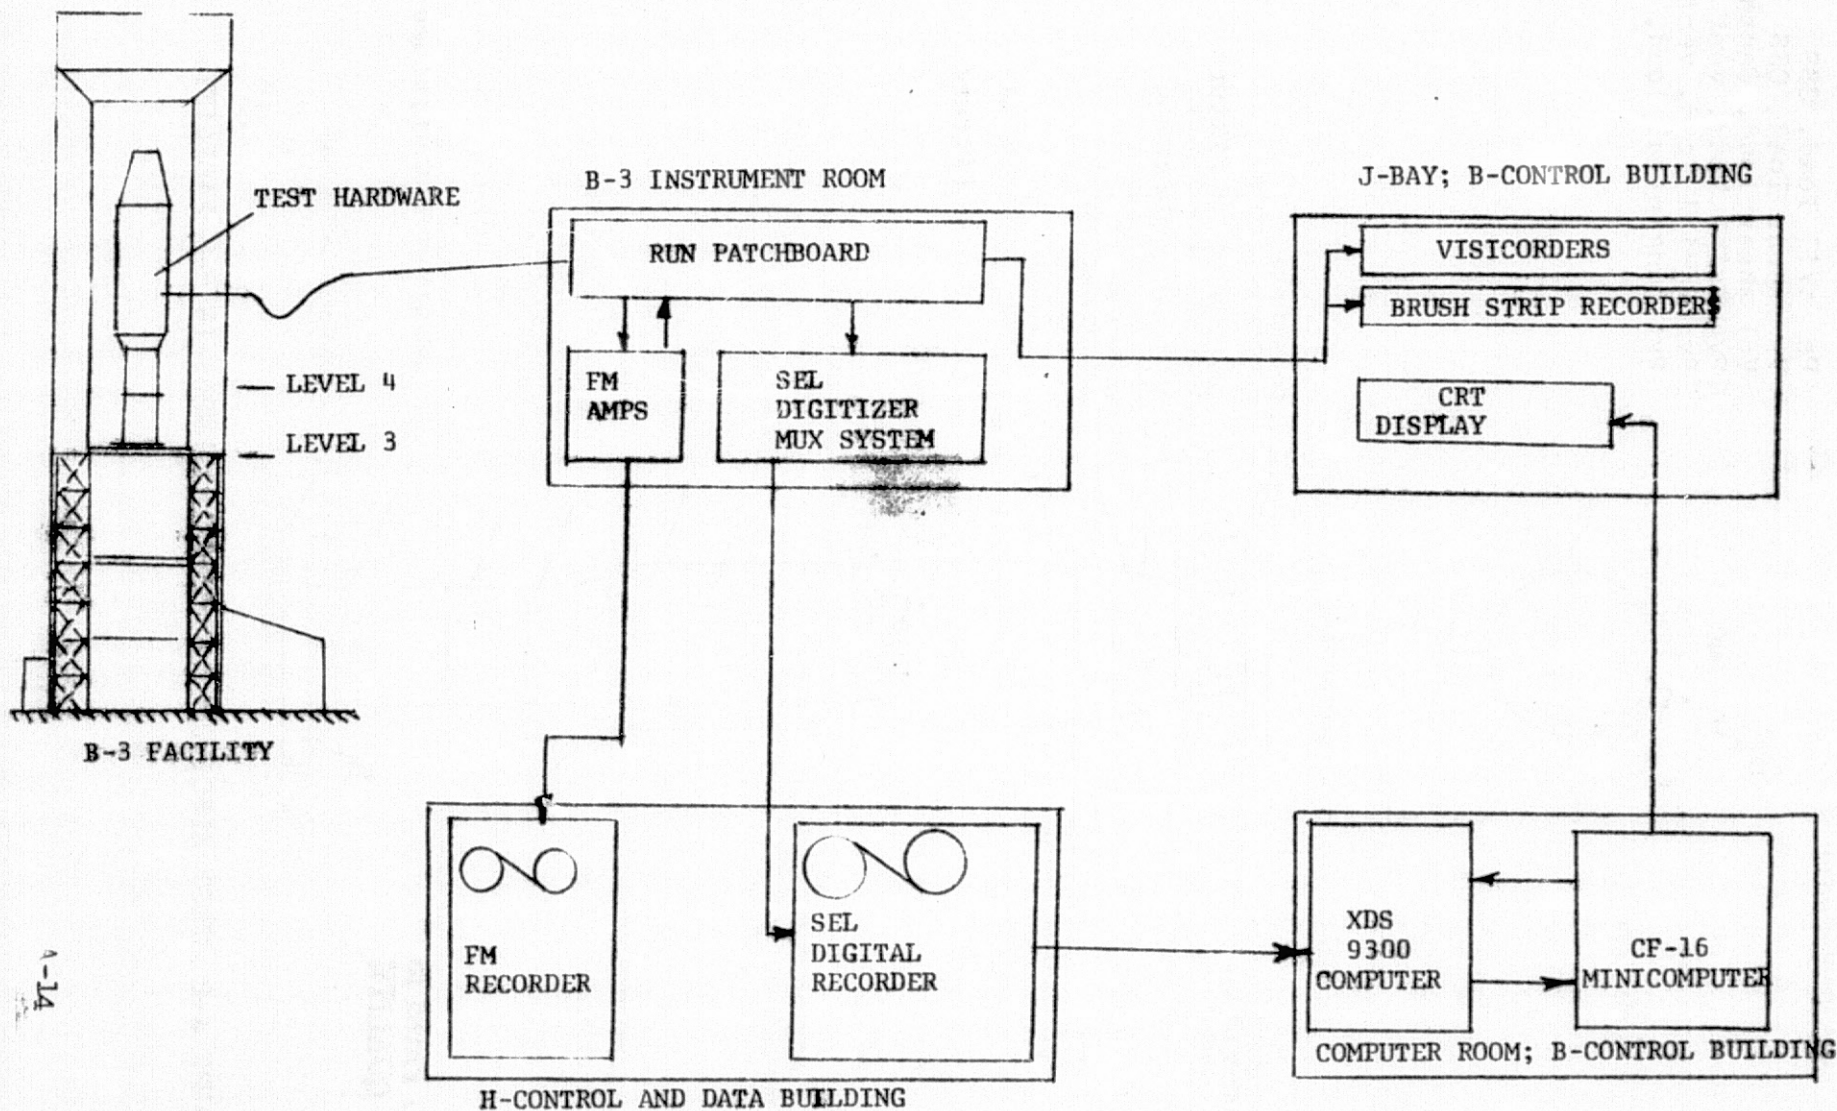 B-3 INSTRUMENT ROOM
J-BAY; B-CONTROL BUILDING
TEST HARDWARE
RUN PATCHBOARD
VISICORDERS
BRUSH STRIP RECORDERS
FM
AMPS
SEL
DIGITIZER
MUX SYSTEM
CRT
DISPLAY
LEVEL 4
LEVEL 3
B-3 FACILITY
FM
RECORDER
SEL
DIGITAL
RECORDER
XDS
9300
COMPUTER
CF-16
MINICOMPUTER
COMPUTER ROOM; B-CONTROL BUILDING
H-CONTROL AND DATA BUILDING
A-14